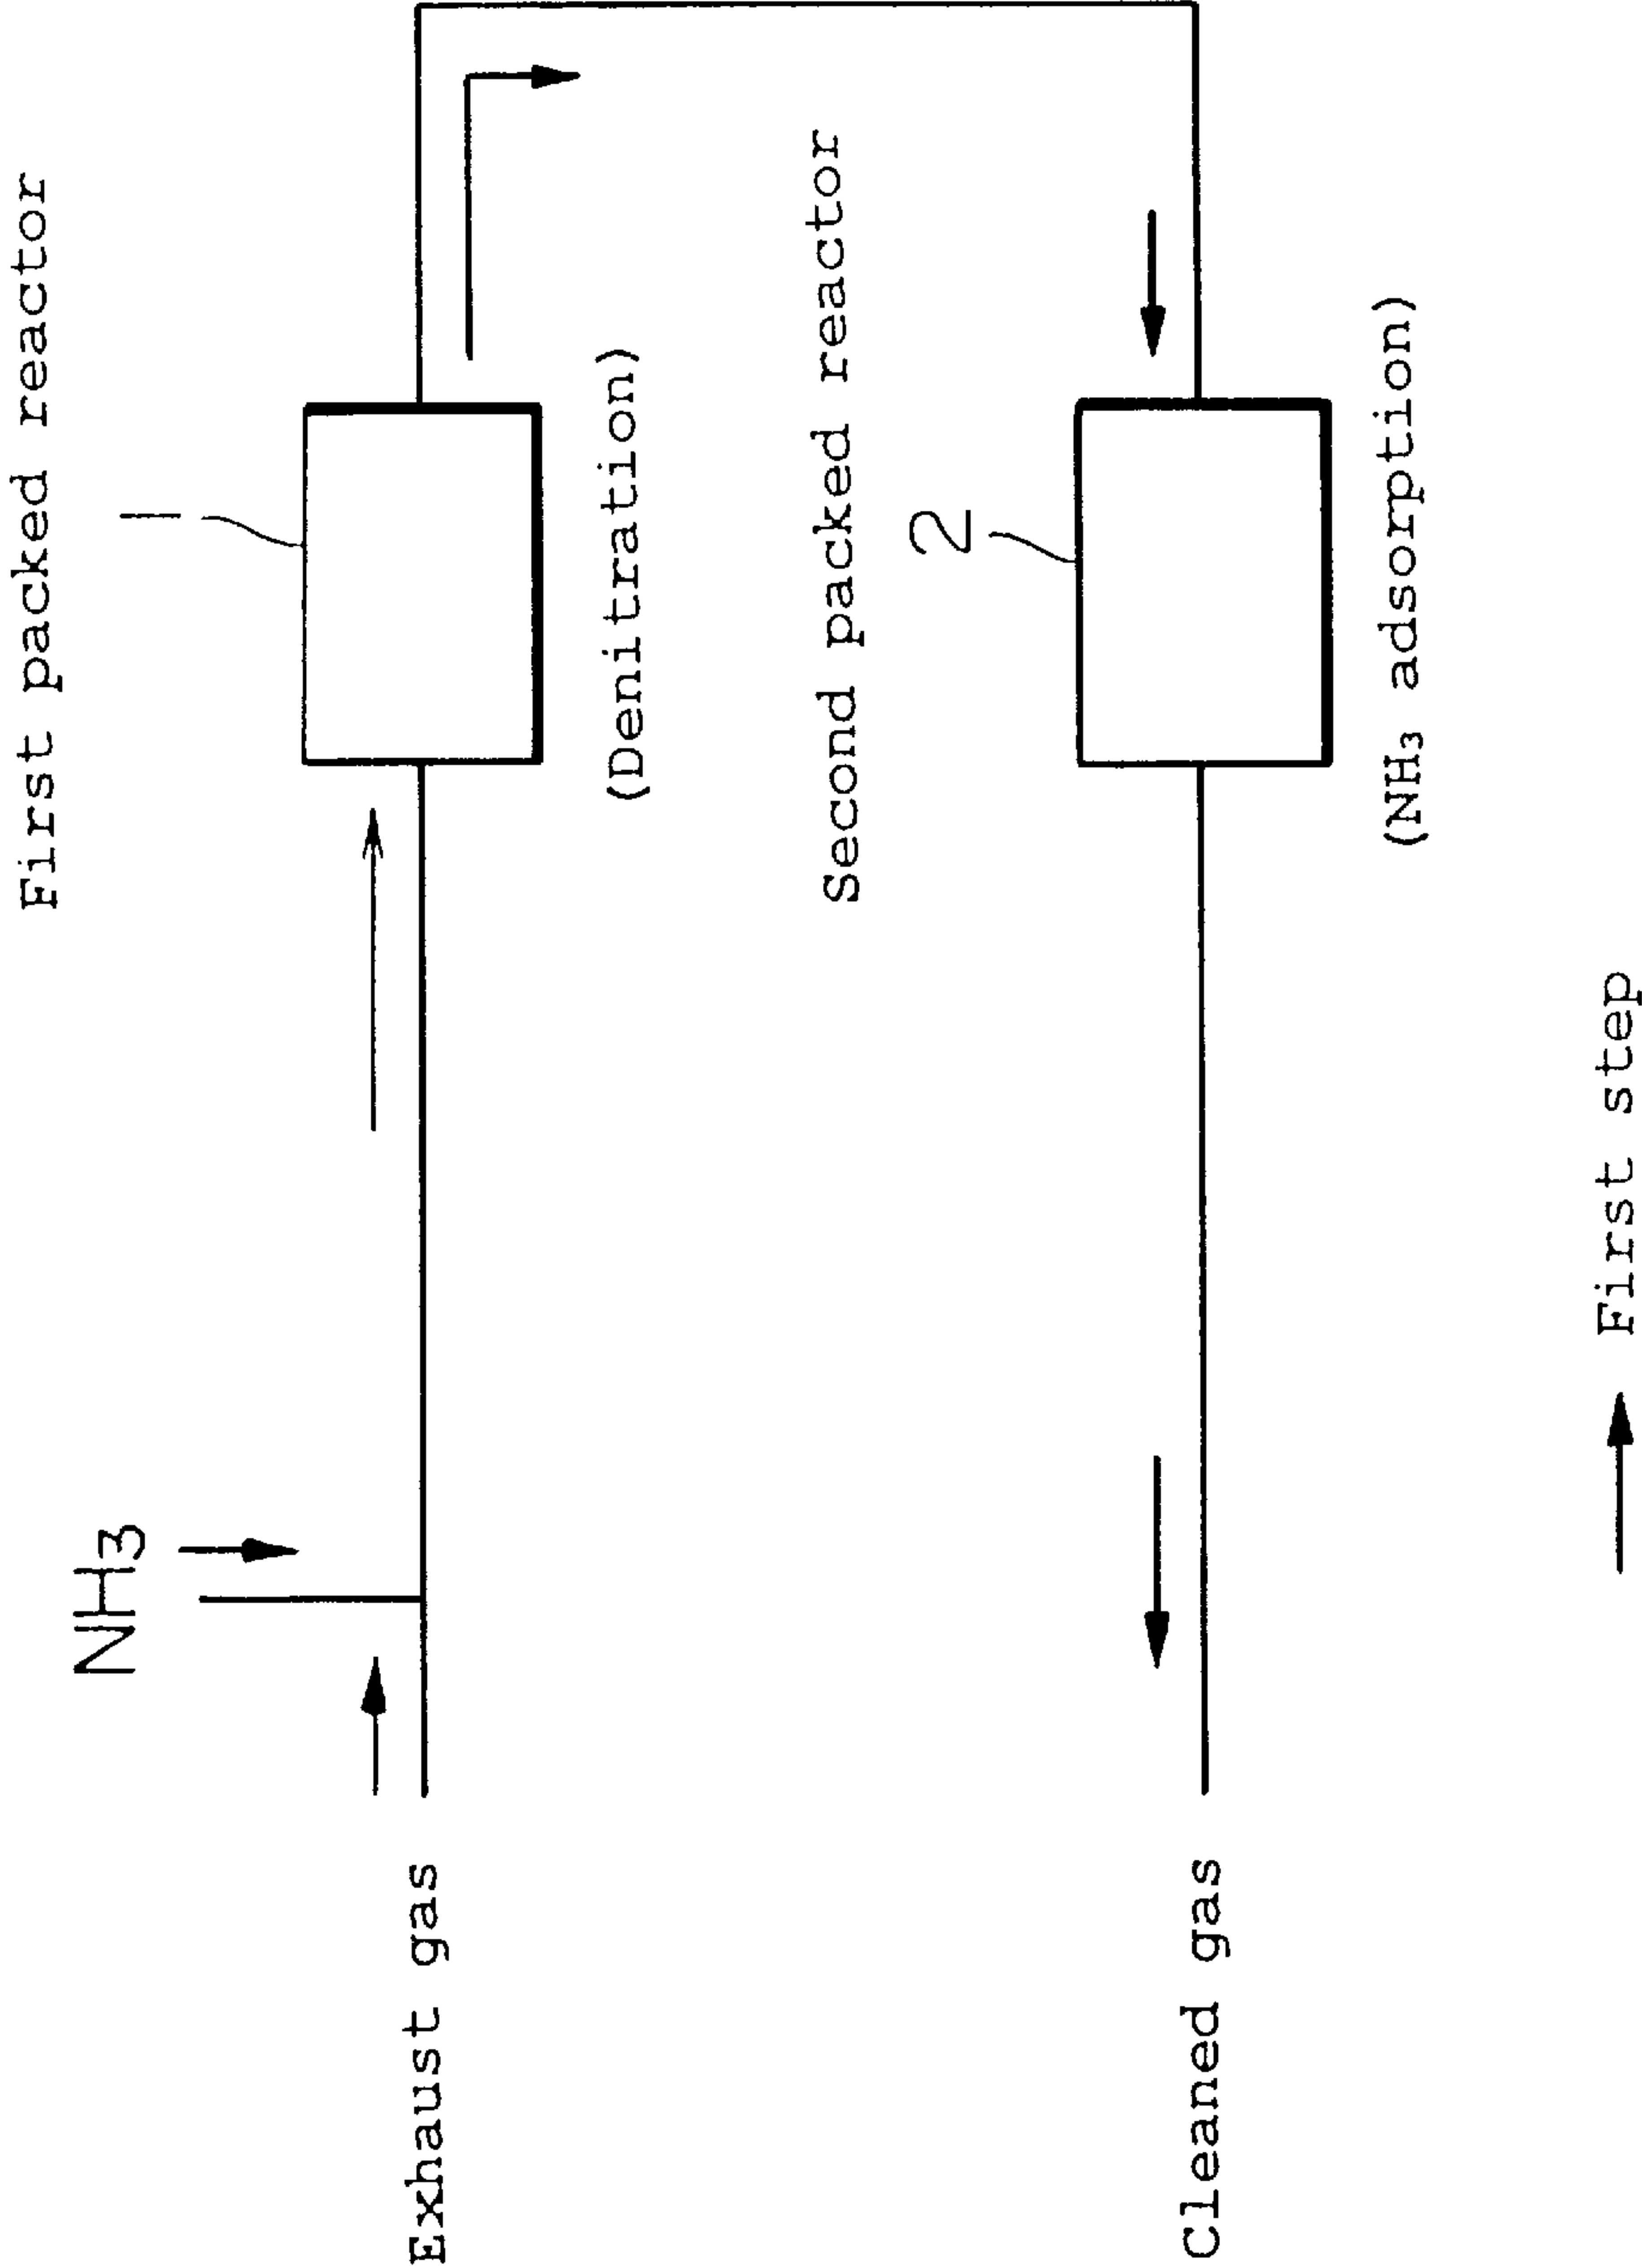 First packed reactor
1
NH3
(Denitration)
Exhaust gas
Second packed reactor
2
(NH₃ adsorption)
Cleaned gas
First step